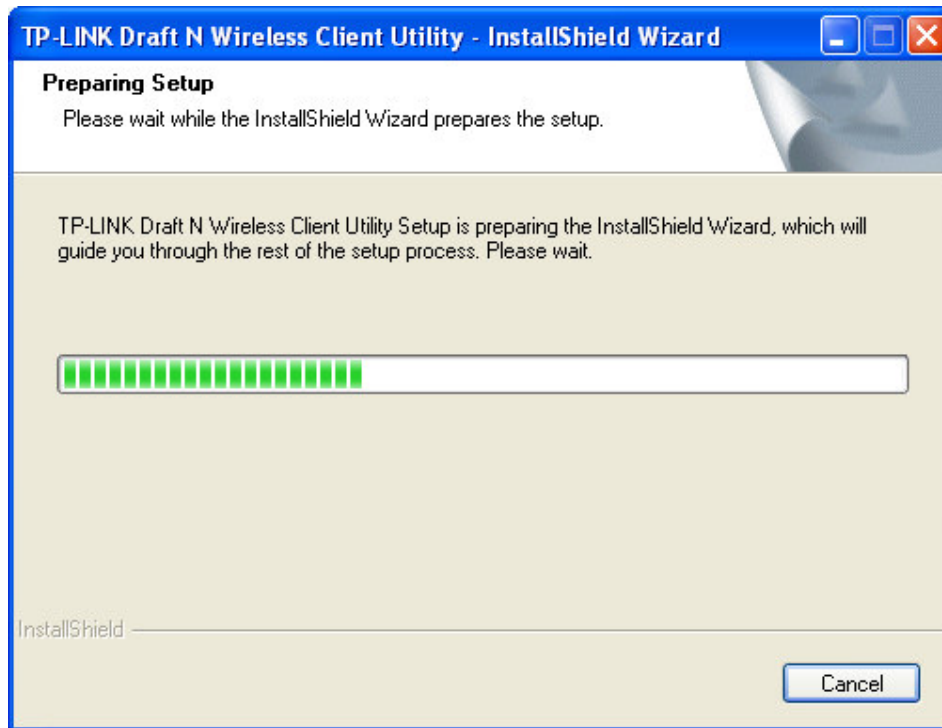 TP-LINK Draft N Wireless Client Utility - InstallShield Wizard
Preparing Setup
Please wait while the InstallShield Wizard prepares the setup.
TP-LINK Draft N Wireless Client Utility Setup is preparing the InstallShield Wizard, which will
guide you through the rest of the setup process. Please wait.
InstallShield
Cancel